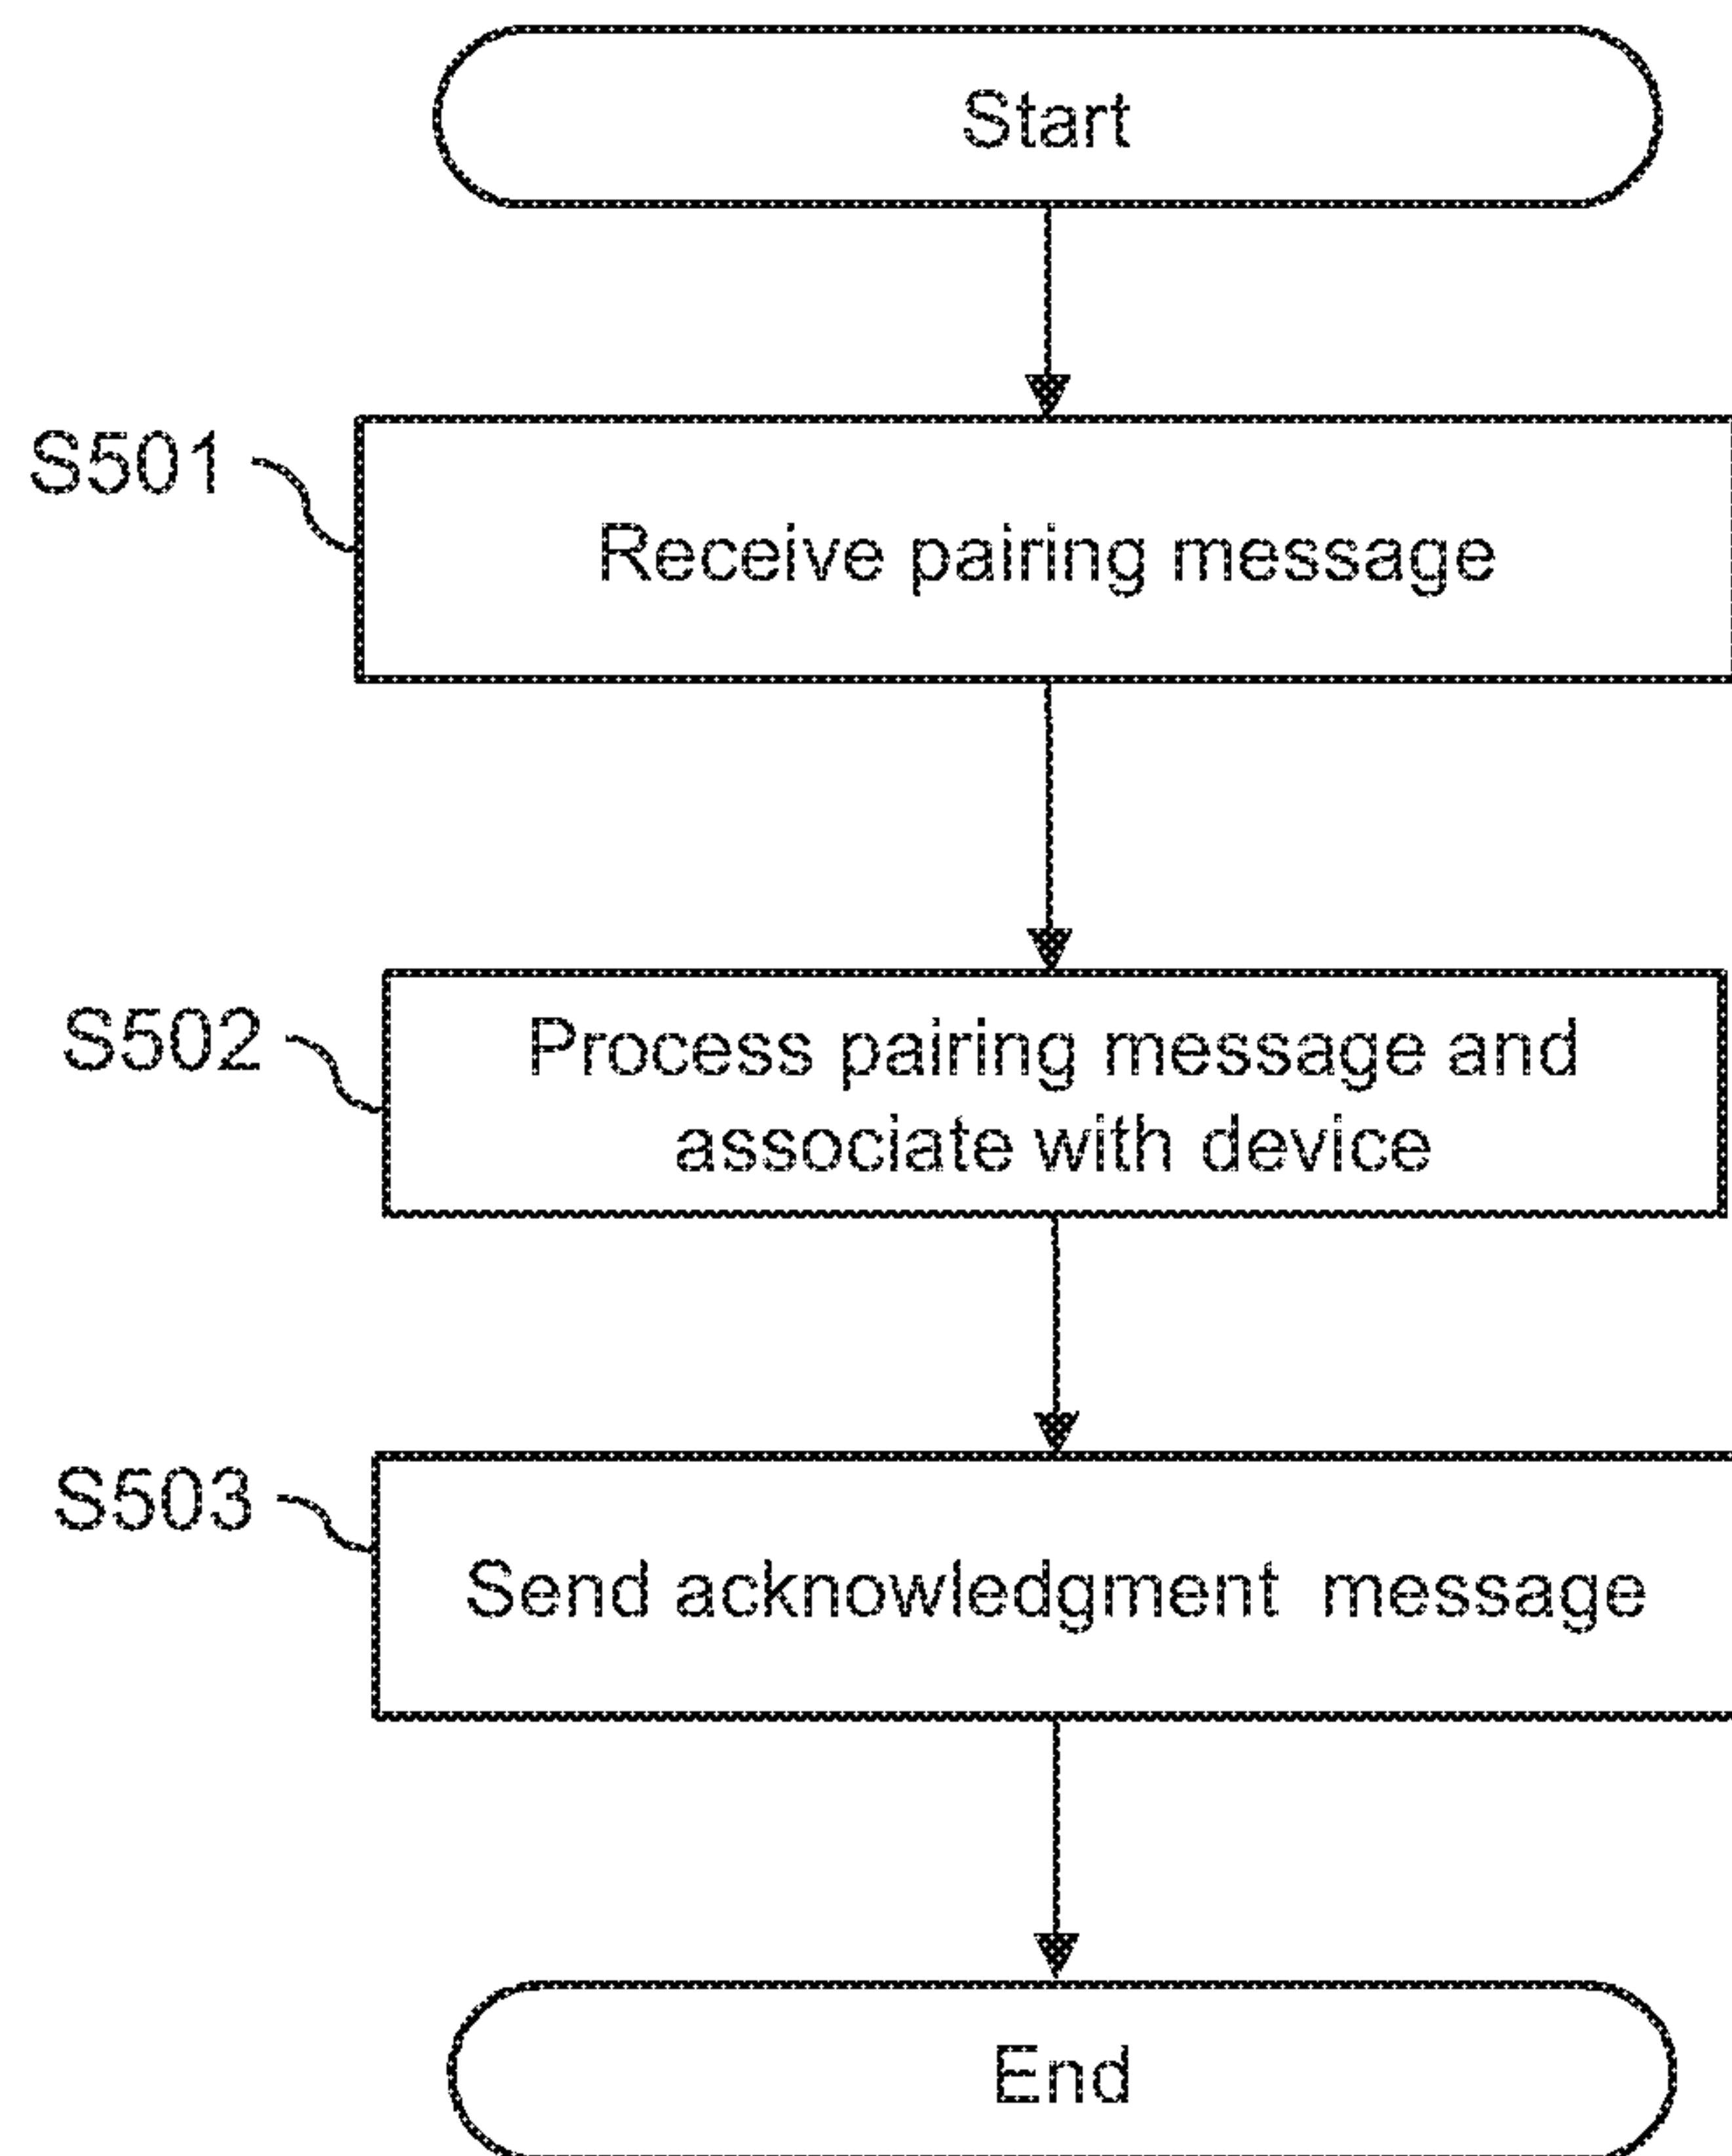 Start
S501
Receive pairing message
S502
Process pairing message and
associate with device
S503
Send acknowledgment message
End